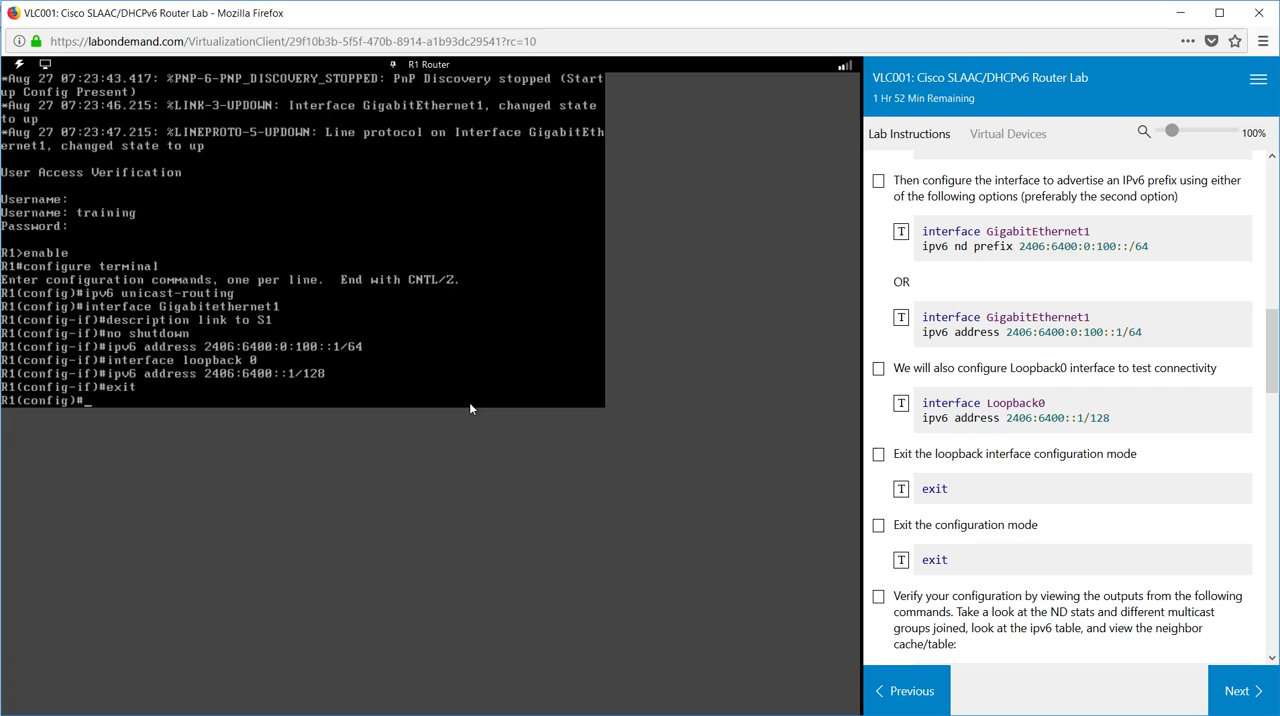 VLC001: Cisco SLAAC/DHCPv6 Router Lab - Mozilla Firefox
https://labondemand.com/VirtualizationClient/29f10b3b-5f5f-470b-8914-a1b93dc29541?rc=10
R1 Router
*Aug 27 07:23:43.417: %PNP-6-PNP_DISCOVERY_STOPPED: PnP Discovery stopped (Start
up Config Present)
*Aug 27 07:23:46.215: %LINK-3-UPDOWN: Interface GigabitEthernet1, changed state
to up
*Aug 27 07:23:47.215: %LINEPROTO-5-UPDOWN: Line protocol on Interface GigabitEth
ernet1, changed state to up
User Access Verification
Username:
Username: training
Password:
R1>enable
R1#configure terminal
Enter configuration commands, one per line.  End with CNTL/Z.
R1(config)#ipv6 unicast-routing
R1(config)#interface Gigabitethernet1
R1(config-if)#description link to S1
R1(config-if)#no shutdown
R1(config-if)#ipv6 address 2406:6400:0:100::1/64
R1(config-if)#interface loopback 0
R1(config-if)#ipv6 address 2406:6400::1/128
R1(config-if)#exit
R1(config)#_
VLC001: Cisco SLAAC/DHCPv6 Router Lab
1 Hr 52 Min Remaining
Lab Instructions
Virtual Devices
100%
Then configure the interface to advertise an IPv6 prefix using either
of the following options (preferably the second option)
T
interface GigabitEthernet1
ipv6 nd prefix 2406:6400:0:100::/64
OR
T
interface GigabitEthernet1
ipv6 address 2406:6400:0:100::1/64
We will also configure Loopback0 interface to test connectivity
T
interface Loopback0
ipv6 address 2406:6400::1/128
Exit the loopback interface configuration mode
T
exit
Exit the configuration mode
T
exit
Verify your configuration by viewing the outputs from the following
commands. Take a look at the ND stats and different multicast
groups joined, look at the ipv6 table, and view the neighbor
cache/table:
Previous
Next